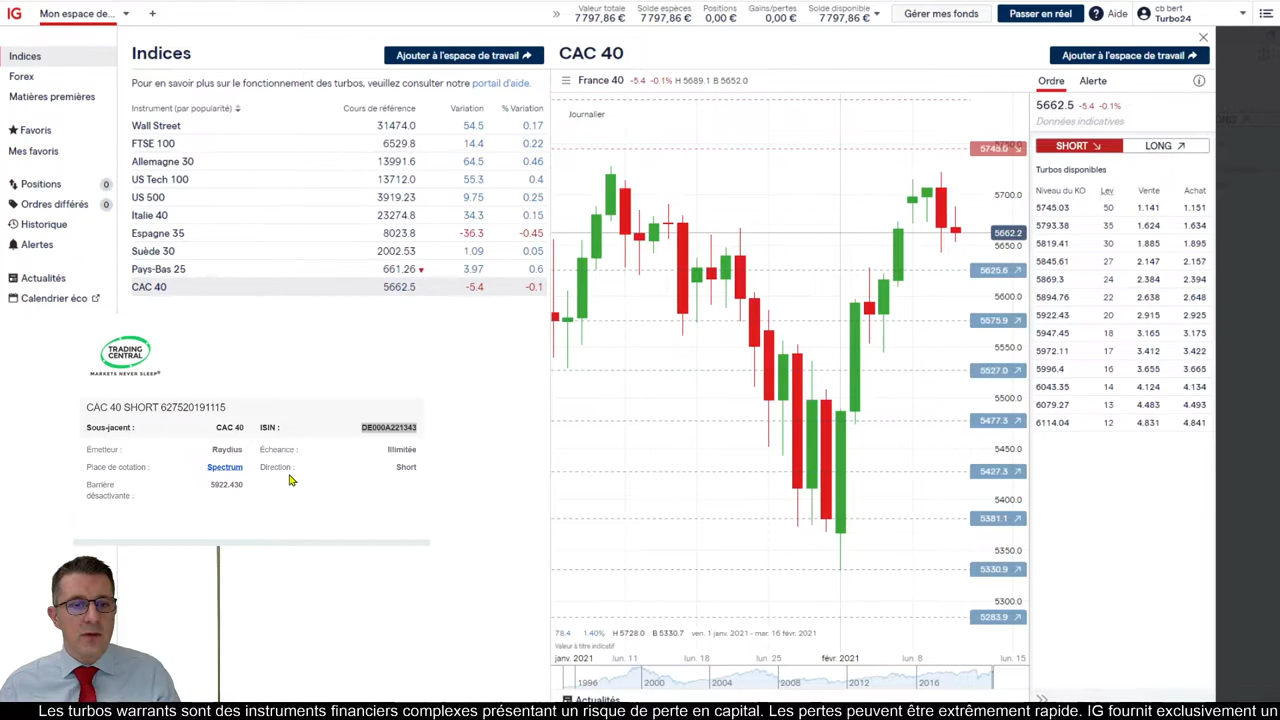 IG Mon espace de... +
Valeur totale 7 797,86 € Solde espèces 7 797,86 € Positions 0,00 € Gains/pertes 0,00 € Solde disponible 7 797,86 €
Gérer mes fonds Passer en réel Aide cb bert Turbo24
Indices
Forex
Matières premières
Favoris
Mes favoris
Positions 0
Ordres différés 0
Historique
Alertes
Actualités
Calendrier éco
Indices Ajouter à l'espace de travail
Pour en savoir plus sur le fonctionnement des turbos, veuillez consulter notre portail d'aide.
Instrument (par popularité) Cours de référence Variation % Variation
Wall Street 31474.0 54.5 0.17
FTSE 100 6529.8 14.4 0.22
Allemagne 30 13991.6 64.5 0.46
US Tech 100 13712.0 55.3 0.4
US 500 3919.23 9.75 0.25
Italie 40 23274.8 34.3 0.15
Espagne 35 8023.8 -36.3 -0.45
Suède 30 2002.53 1.09 0.05
Pays-Bas 25 661.26 3.97 0.6
CAC 40 5662.5 -5.4 -0.1
TRADING CENTRAL
MARKETS NEVER SLEEP
CAC 40 SHORT 627520191115
Sous-jacent : CAC 40 ISIN : DE000A221343
Émetteur : Raydius Échéance : Illimitée
Place de cotation : Spectrum Direction : Short
Barrière désactivante : 5922.430
CAC 40 Ajouter à l'espace de travail
France 40 -5.4 -0.1% H 5689.1 B 5652.0
Journalier
5745.0
5700.0
5662.2
5650.0
5625.6
5600.0
5575.9
5550.0
5527.0
5500.0
5477.3
5450.0
5427.3
5400.0
5381.1
5350.0
5330.9
5300.0
5283.9
78.4 1.40% H 5728.0 B 5330.7 ven. 1 janv. 2021 - mar. 16 févr. 2021
Valeur à titre indicatif
janv. 2021 lun. 11 lun. 18 lun. 25 févr. 2021 lun. 8 lun. 15
1996 2000 2004 2008 2012 2016
Actualités
Ordre Alerte
5662.5 -5.4 -0.1%
Données indicatives
SHORT LONG
Turbos disponibles
Niveau du KO Lev Vente Achat
5745.03 50 1.141 1.151
5793.38 35 1.624 1.634
5819.41 30 1.885 1.895
5845.61 27 2.147 2.157
5869.3 24 2.384 2.394
5894.76 22 2.638 2.648
5922.43 20 2.915 2.925
5947.45 18 3.165 3.175
5972.11 17 3.412 3.422
5996.4 16 3.655 3.665
6043.35 14 4.124 4.134
6079.27 13 4.483 4.493
6114.04 12 4.831 4.841
Les turbos warrants sont des instruments financiers complexes présentant un risque de perte en capital. Les pertes peuvent être extrêmement rapide. IG fournit exclusivement un